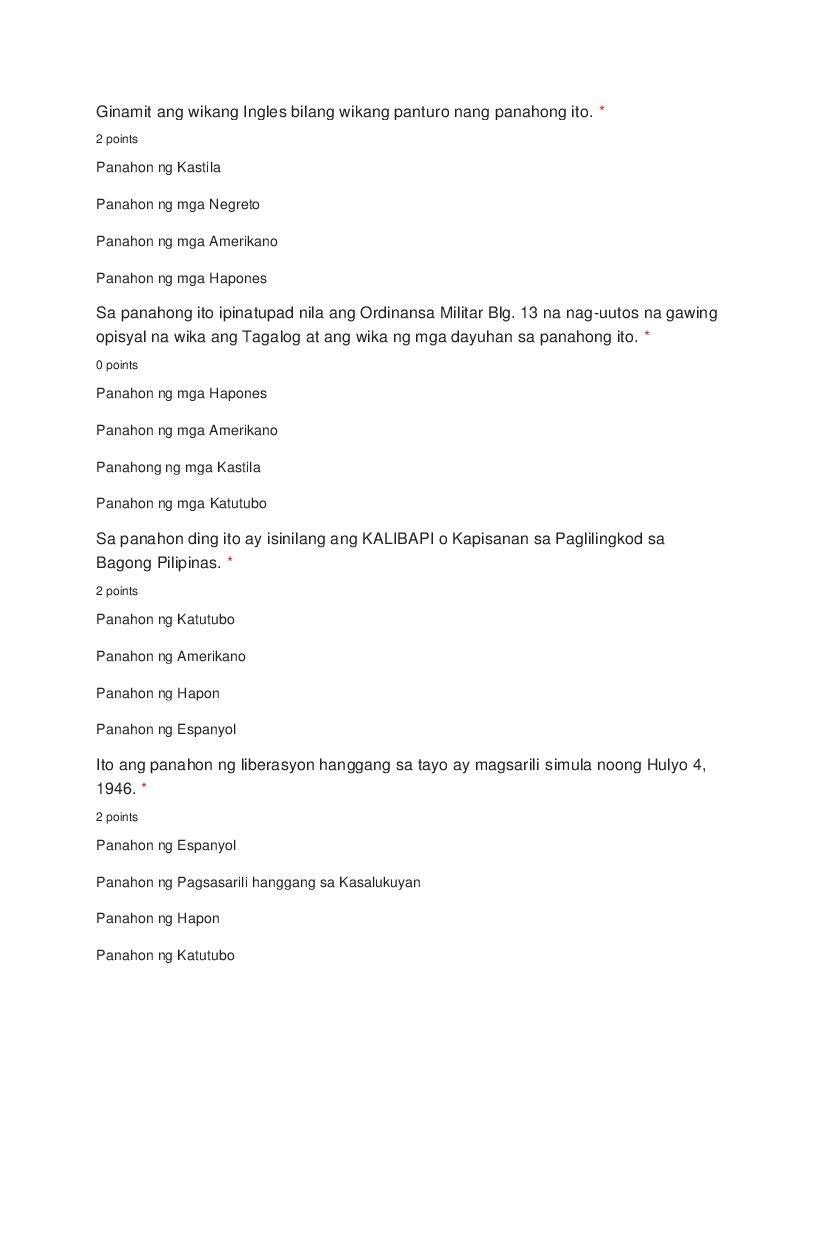 Ginamit ang wikang Ingles bilang wikang panturo nang panahong ito. *
2 points
Panahon ng Kastila
Panahon ng mga Negreto
Panahon ng mga Amerikano
Panahon ng mga Hapones
Sa panahong ito ipinatupad nila ang Ordinansa Militar Blg. 13 na nag-uutos na gawing
opisyal na wika ang Tagalog at ang wika ng mga dayuhan sa panahong ito. *
0 points
Panahon ng mga Hapones
Panahon ng mga Amerikano
Panahong ng mga Kastila
Panahon ng mga Katutubo
Sa panahon ding ito ay isinilang ang KALIBAPI o Kapisanan sa Paglilingkod sa
Bagong Pilipinas. *
2 points
Panahon ng Katutubo
Panahon ng Amerikano
Panahon ng Hapon
Panahon ng Espanyol
Ito ang panahon ng liberasyon hanggang sa tayo ay magsarili simula noong Hulyo 4,
1946. *
2 points
Panahon ng Espanyol
Panahon ng Pagsasarili hanggang sa Kasalukuyan
Panahon ng Hapon
Panahon ng Katutubo